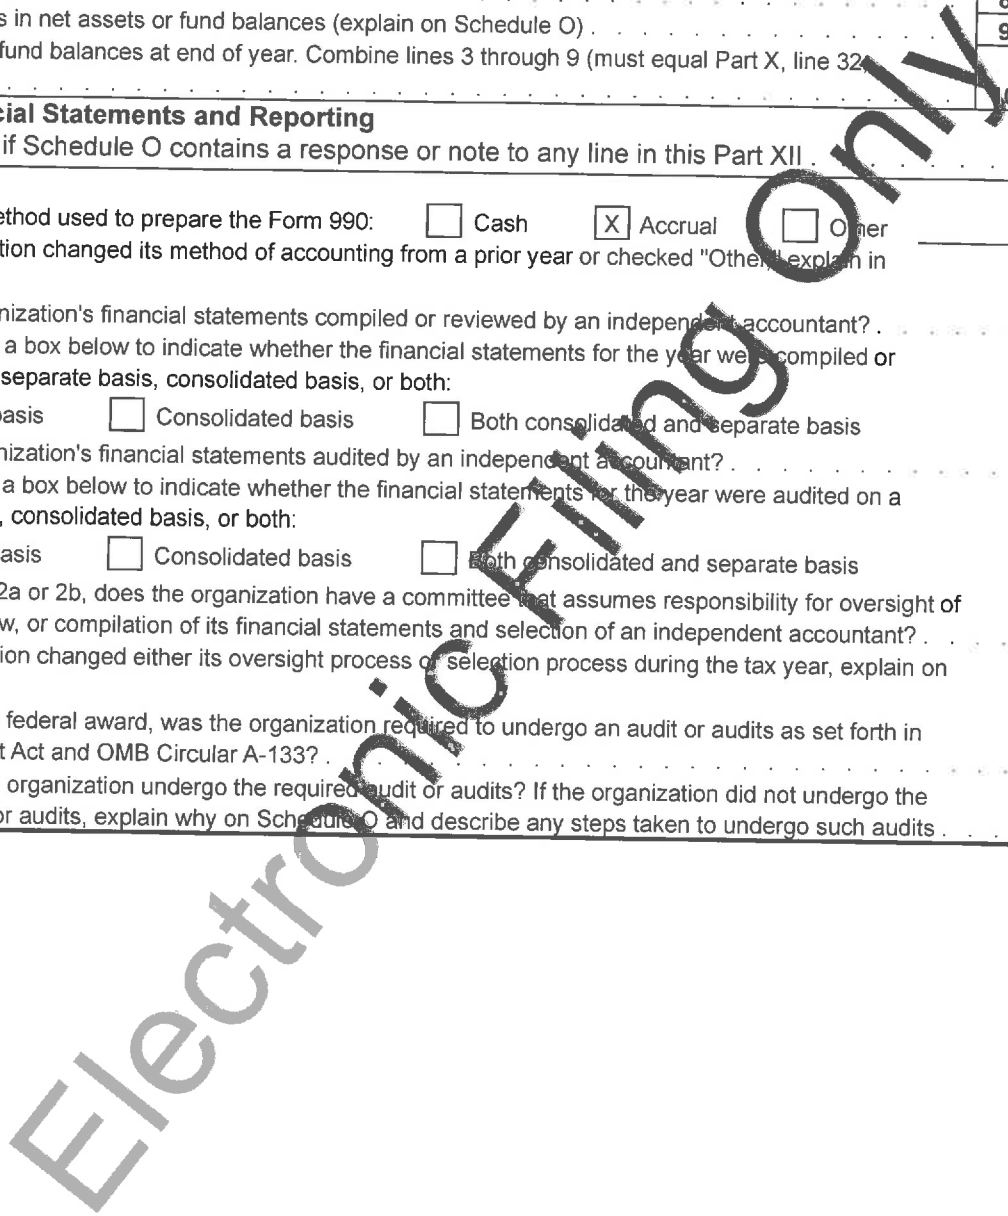 s in net assets or fund balances (explain on Schedule O) . . . . . . . . . . . . . . .
9
fund balances at end of year. Combine lines 3 through 9 (must equal Part X, line 32,
. . . . . . . . . . . . . . . . . . . . . . . . . . . . . . . . . .
cial Statements and Reporting
if Schedule O contains a response or note to any line in this Part XII . . . . . . .
ethod used to prepare the Form 990: Cash X Accrual Other
tion changed its method of accounting from a prior year or checked "Other," explain in
nization's financial statements compiled or reviewed by an independent accountant? . . . . .
a box below to indicate whether the financial statements for the year were compiled or
separate basis, consolidated basis, or both:
basis Consolidated basis Both consolidated and separate basis
nization's financial statements audited by an independent accountant? . . . . . . . . . .
a box below to indicate whether the financial statements for the year were audited on a
, consolidated basis, or both:
asis Consolidated basis Both consolidated and separate basis
2a or 2b, does the organization have a committee that assumes responsibility for oversight of
w, or compilation of its financial statements and selection of an independent accountant? . . .
ion changed either its oversight process or selection process during the tax year, explain on
federal award, was the organization required to undergo an audit or audits as set forth in
t Act and OMB Circular A-133? . . . . . . . . . . . . . . . . . . . . . . . .
organization undergo the required audit or audits? If the organization did not undergo the
or audits, explain why on Schedule O and describe any steps taken to undergo such audits . . .
Electronic Filing Only